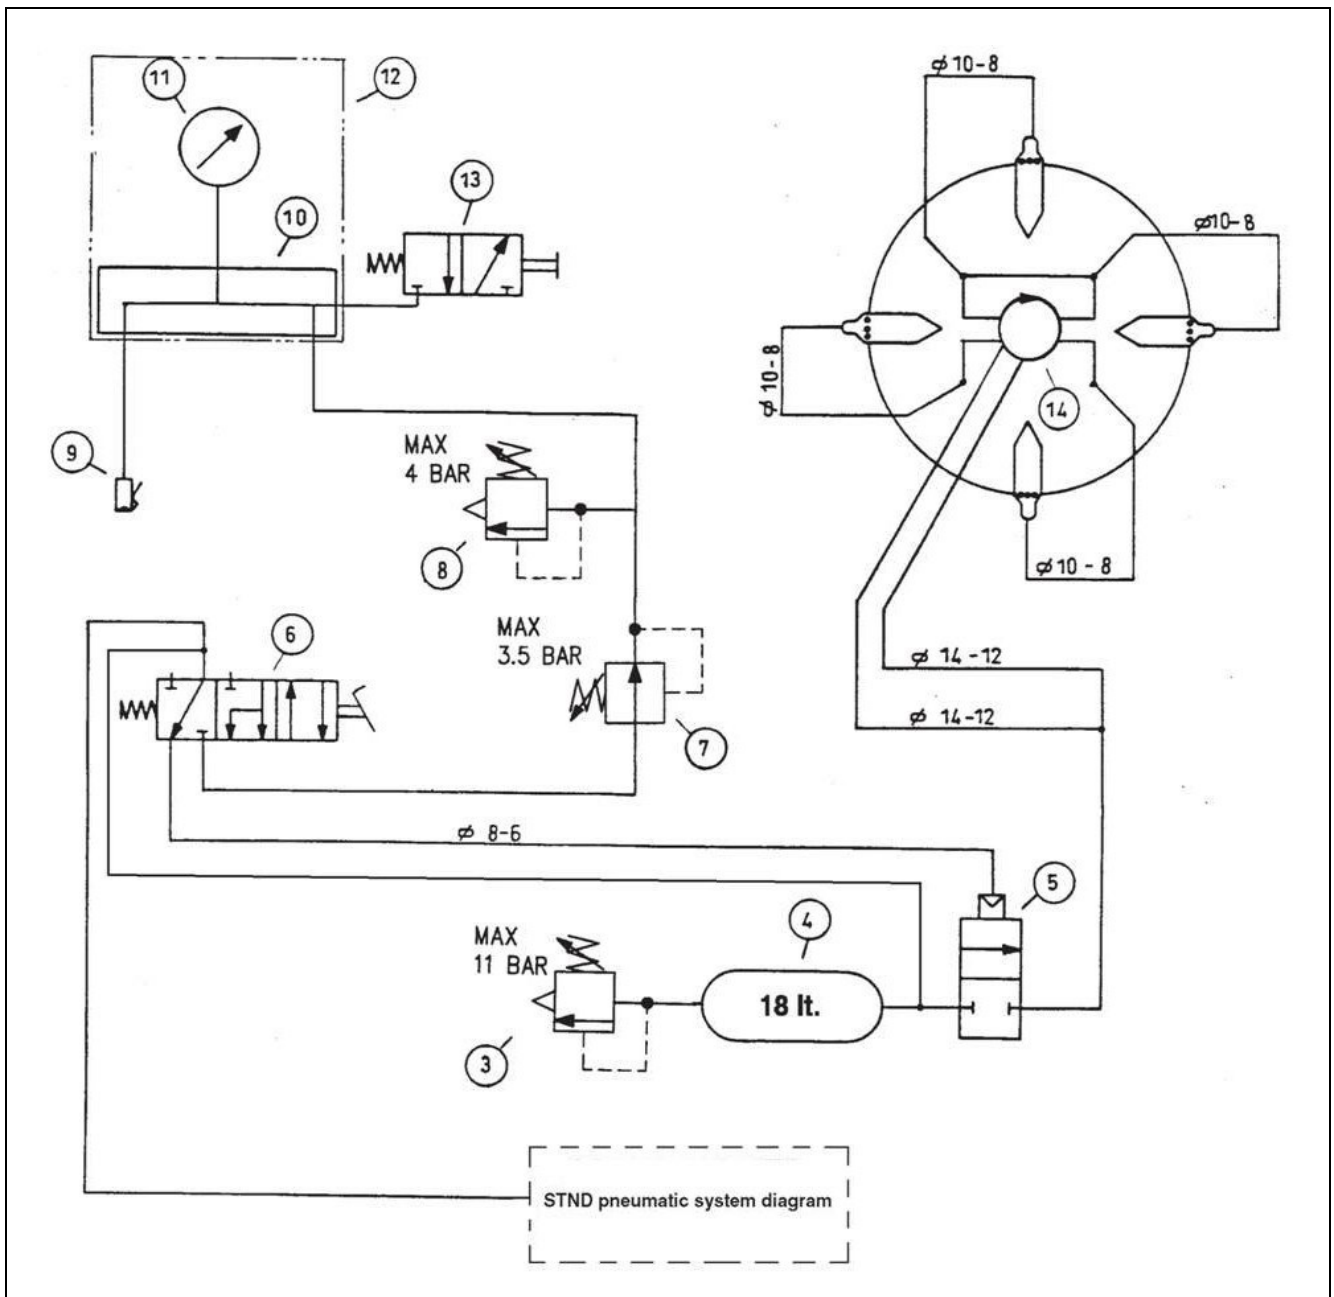 11
12
ø 10-8
13
10
ø10-8
ø 10-8
14
9
MAX
4 BAR
8
ø 10-8
6
MAX
3.5 BAR
ø 14-12
ø 14-12
7
ø 8-6
5
4
MAX
11 BAR
18 lt.
3
STND pneumatic system diagram